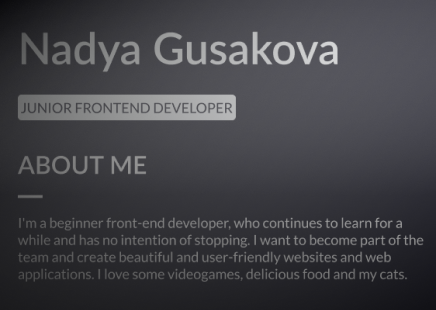 Nadya Gusakova
JUNIOR FRONTEND DEVELOPER
ABOUT ME
I'm a beginner front-end developer, who continues to learn for a
while and has no intention of stopping. I want to become part of the
team and create beautiful and user-friendly websites and web
applications. I love some videogames, delicious food and my cats.